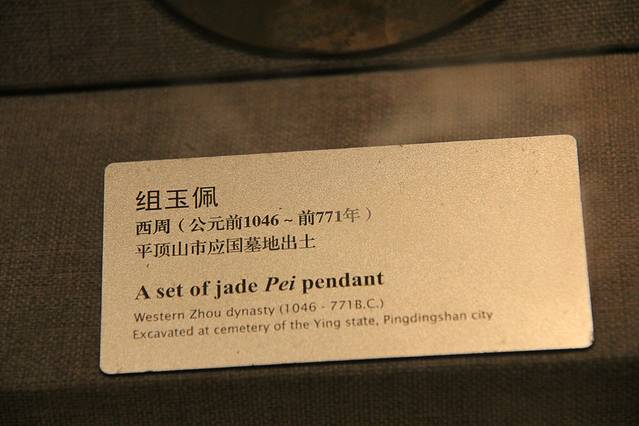 组玉佩
西周（公元前1046～前771年）
平顶山市应国墓地出土
A set of jade Pei pendant
Western Zhou dynasty (1046 - 771B.C.)
Excavated at cemetery of the Ying state, Pingdingshan city